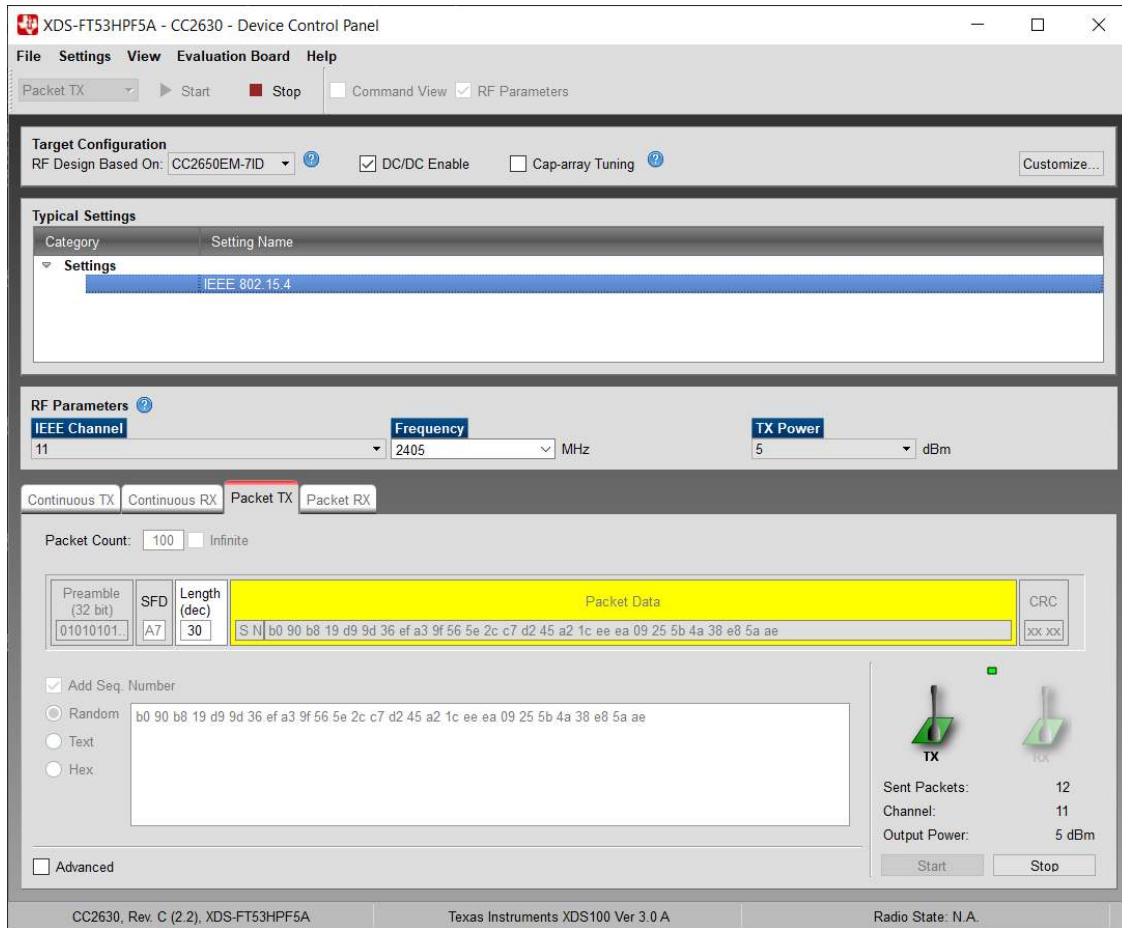 XDS-FT53HPF5A - CC2630 - Device Control Panel
File Settings View Evaluation Board Help
Packet TX Start Stop Command View RF Parameters
Target Configuration
RF Design Based On: CC2650EM-7ID DC/DC Enable Cap-array Tuning Customize...
Typical Settings
Category Setting Name
Settings
IEEE 802.15.4
RF Parameters
IEEE Channel Frequency TX Power
11 2405 MHz 5 dBm
Continuous TX Continuous RX Packet TX Packet RX
Packet Count: 100 Infinite
Preamble (32 bit) SFD Length (dec) Packet Data CRC
01010101.. A7 30 S N b0 90 b8 19 d9 9d 36 ef a3 9f 56 5e 2c c7 d2 45 a2 1c ee ea 09 25 5b 4a 38 e8 5a ae xx xx
Add Seq. Number
Random b0 90 b8 19 d9 9d 36 ef a3 9f 56 5e 2c c7 d2 45 a2 1c ee ea 09 25 5b 4a 38 e8 5a ae
Text
Hex
TX RX
Sent Packets: 12
Channel: 11
Output Power: 5 dBm
Advanced Start Stop
CC2630, Rev. C (2.2), XDS-FT53HPF5A Texas Instruments XDS100 Ver 3.0 A Radio State: N.A.